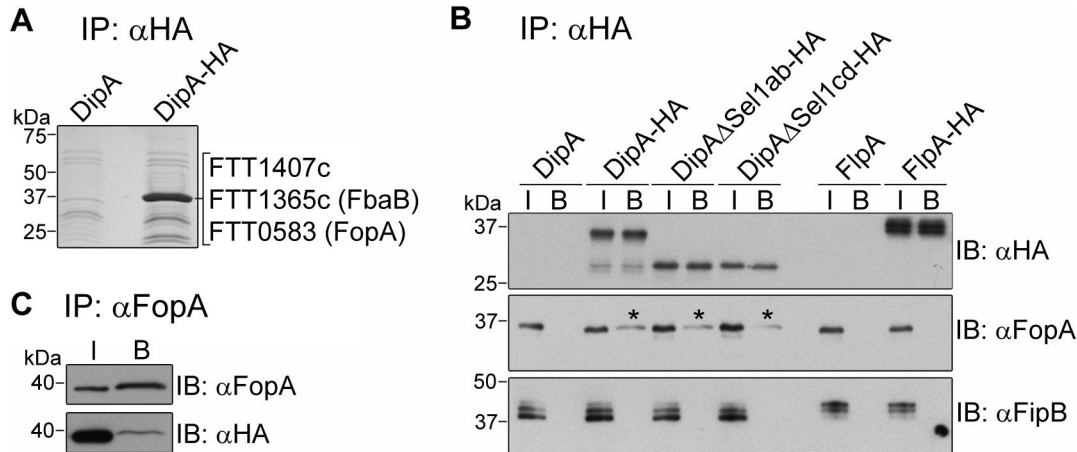 A
IP: αHA
DipA
DipA-HA
kDa
75
50
37
25
FTT1407c
FTT1365c (FbaB)
FTT0583 (FopA)
B
IP: αHA
DipA
DipA-HA
DipAΔSel1ab-HA
DipAΔSel1cd-HA
FlpA
FlpA-HA
kDa
I B I B I B I B I B I B
37
25
IB: αHA
37
* * *
IB: αFopA
50
37
IB: αFipB
C
IP: αFopA
kDa
I B
40
IB: αFopA
40
IB: αHA